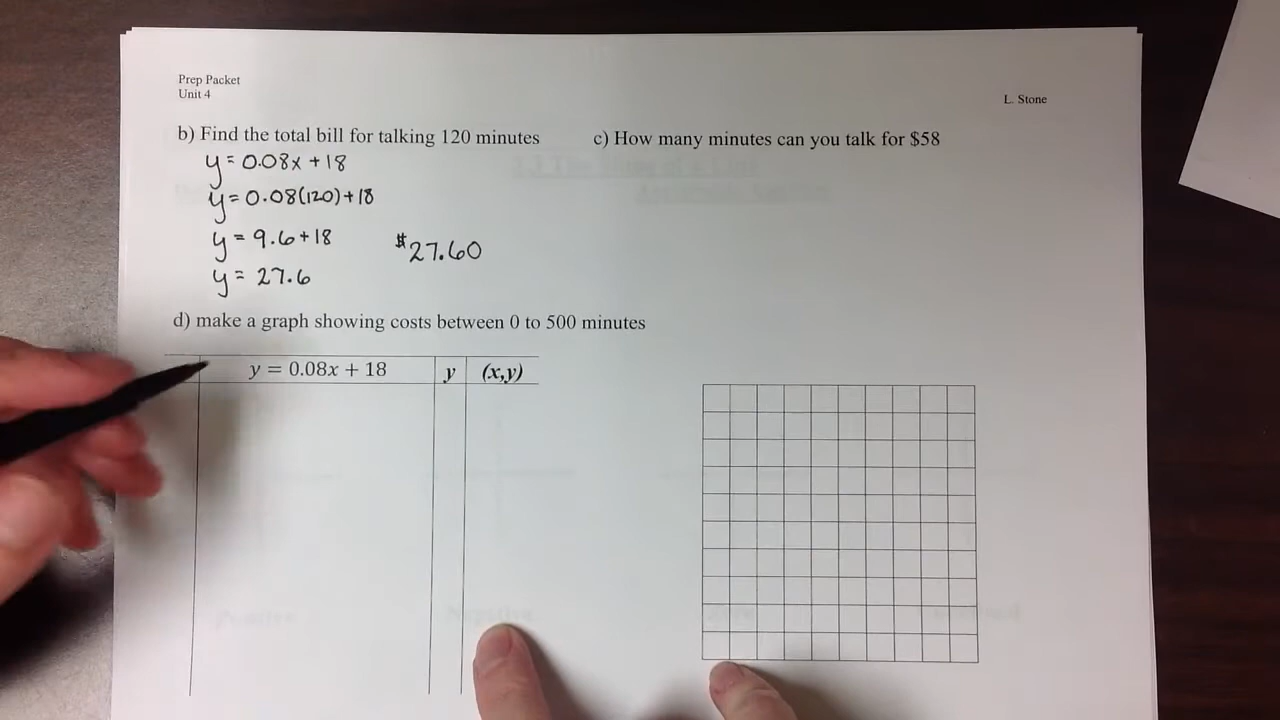 Prep Packet
Unit 4
L. Stone
b) Find the total bill for talking 120 minutes
y = 0.08x + 18
y = 0.08(120) + 18
y = 9.6 + 18
y = 27.6
$27.60
c) How many minutes can you talk for $58
d) make a graph showing costs between 0 to 500 minutes
y = 0.08x + 18 y (x,y)